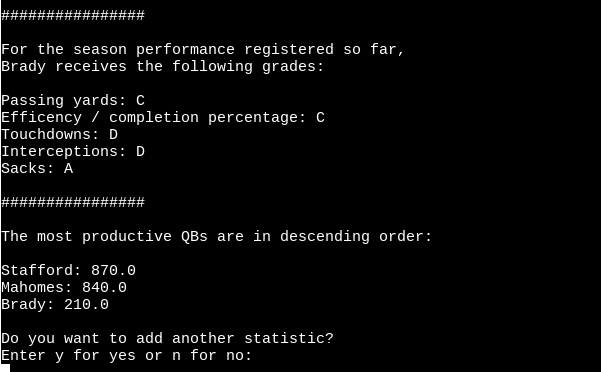 ################
For the season performance registered so far,
Brady receives the following grades:
Passing yards: C
Efficency / completion percentage: C
Touchdowns: D
Interceptions: D
Sacks: A
################
The most productive QBs are in descending order:
Stafford: 870.0
Mahomes: 840.0
Brady: 210.0
Do you want to add another statistic?
Enter y for yes or n for no: